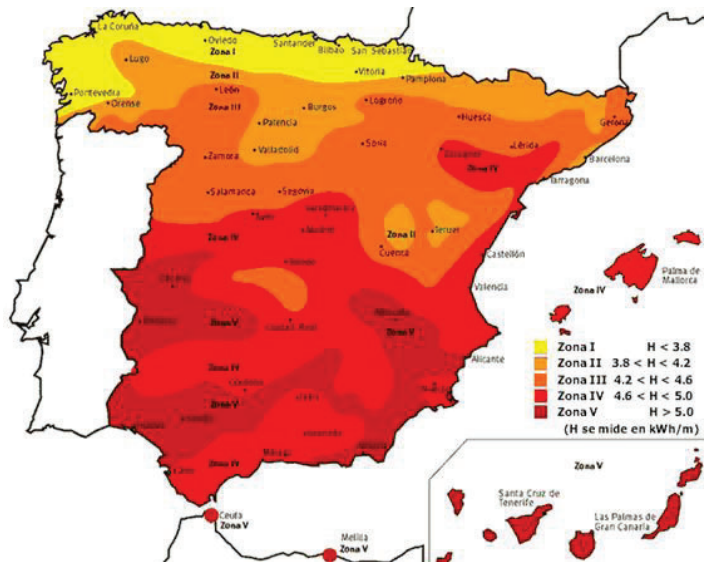 La Coruña
Oviedo
Santander
Bilbao
San Sebastián
Zona I
Lugo
Vitoria
Pamplona
Zona II
Pontevedra
Orense
León
Zona III
Burgos
Logroño
Huesca
Gerona
Palencia
Valladolid
Soria
Lérida
Zamora
Zona IV
Barcelona
Tarragona
Salamanca
Segovia
Madrid
Zona IV
Zona II
Teruel
Cuenca
Castellón
Valencia
Palma de
Mallorca
Zona IV
Zona V
Ciudad Real
Zona V
Alicante
Zona IV
Córdoba
Zona V
Málaga
Zona IV
Ceuta
Zona V
Melilla
Zona V
Zona I H < 3.8
Zona II 3.8 < H < 4.2
Zona III 4.2 < H < 4.6
Zona IV 4.6 < H < 5.0
Zona V H > 5.0
(H se mide en kWh/m)
Zona V
Santa Cruz de
Tenerife
Las Palmas de
Gran Canaría